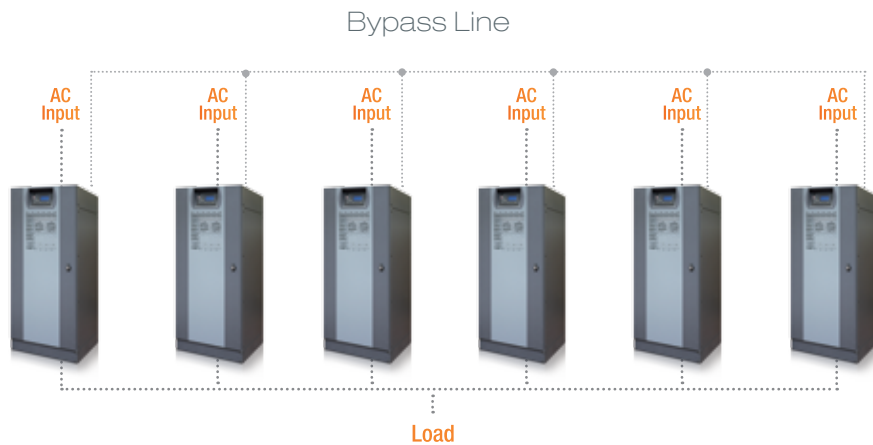 Bypass Line
AC
Input
AC
Input
AC
Input
AC
Input
AC
Input
AC
Input
Load